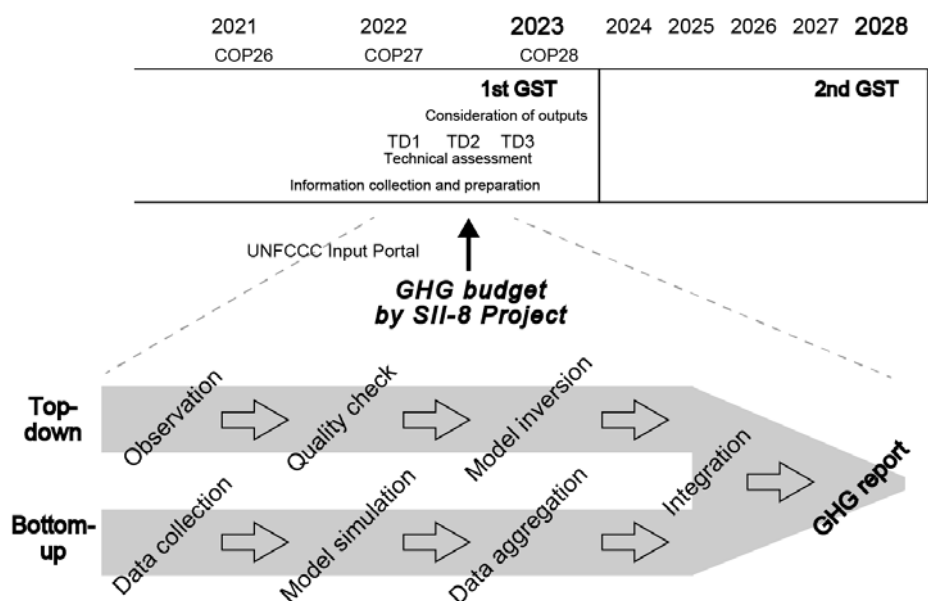 2021 2022 2023 2024 2025 2026 2027 2028
COP26 COP27 COP28
1st GST 2nd GST
Consideration of outputs
TD1 TD2 TD3
Technical assessment
Information collection and preparation
UNFCCC Input Portal
GHG budget
by SII-8 Project
Top-
down
Observation
Quality check
Model inversion
Bottom-
up
Data collection
Model simulation
Data aggregation
Integration
GHG report